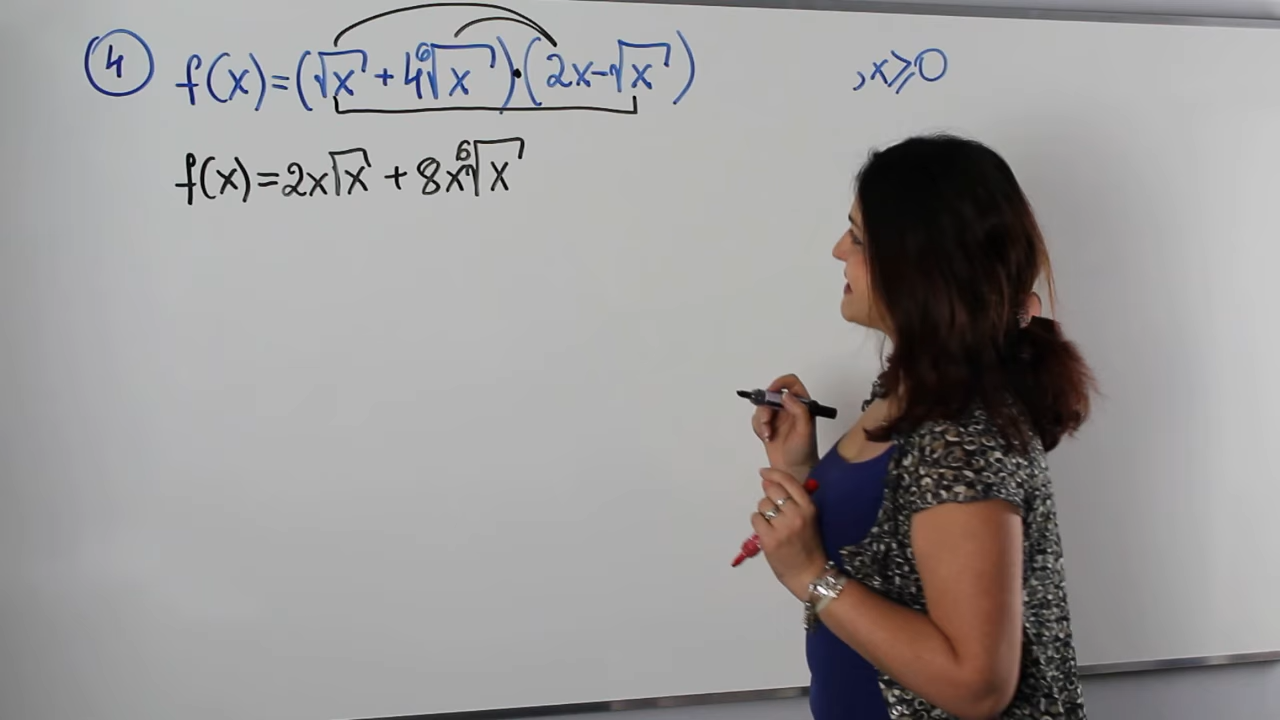 ④ f(x)=(√x + 4⁶√x)·(2x-√x) , x⩾0
f(x)=2x√x + 8x⁶√x